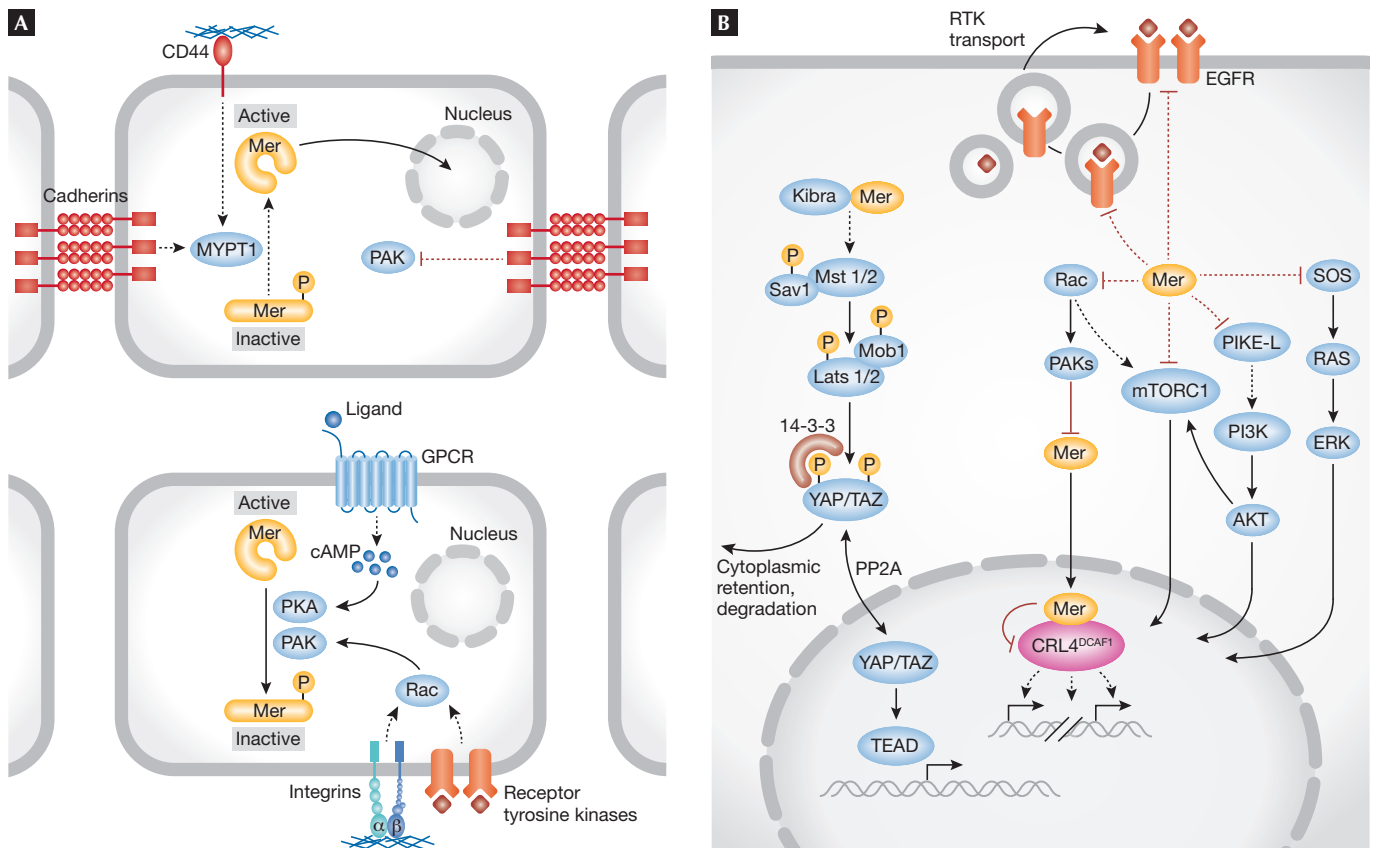 A
CD44
Active
Mer
Nucleus
Cadherins
MYPT1
PAK
P
Mer
Inactive
Ligand
GPCR
Active
Mer
cAMP
Nucleus
PKA
PAK
P
Mer
Inactive
Rac
Integrins
α
β
Receptor
tyrosine kinases
B
RTK
transport
EGFR
Kibra
Mer
P
Sav1
Mst 1/2
P
P
Mob1
Lats 1/2
14-3-3
P
P
YAP/TAZ
Cytoplasmic
retention,
degradation
PP2A
YAP/TAZ
TEAD
Rac
Mer
SOS
PAKs
PIKE-L
RAS
mTORC1
Mer
PI3K
ERK
AKT
Mer
CRL4DCAF1